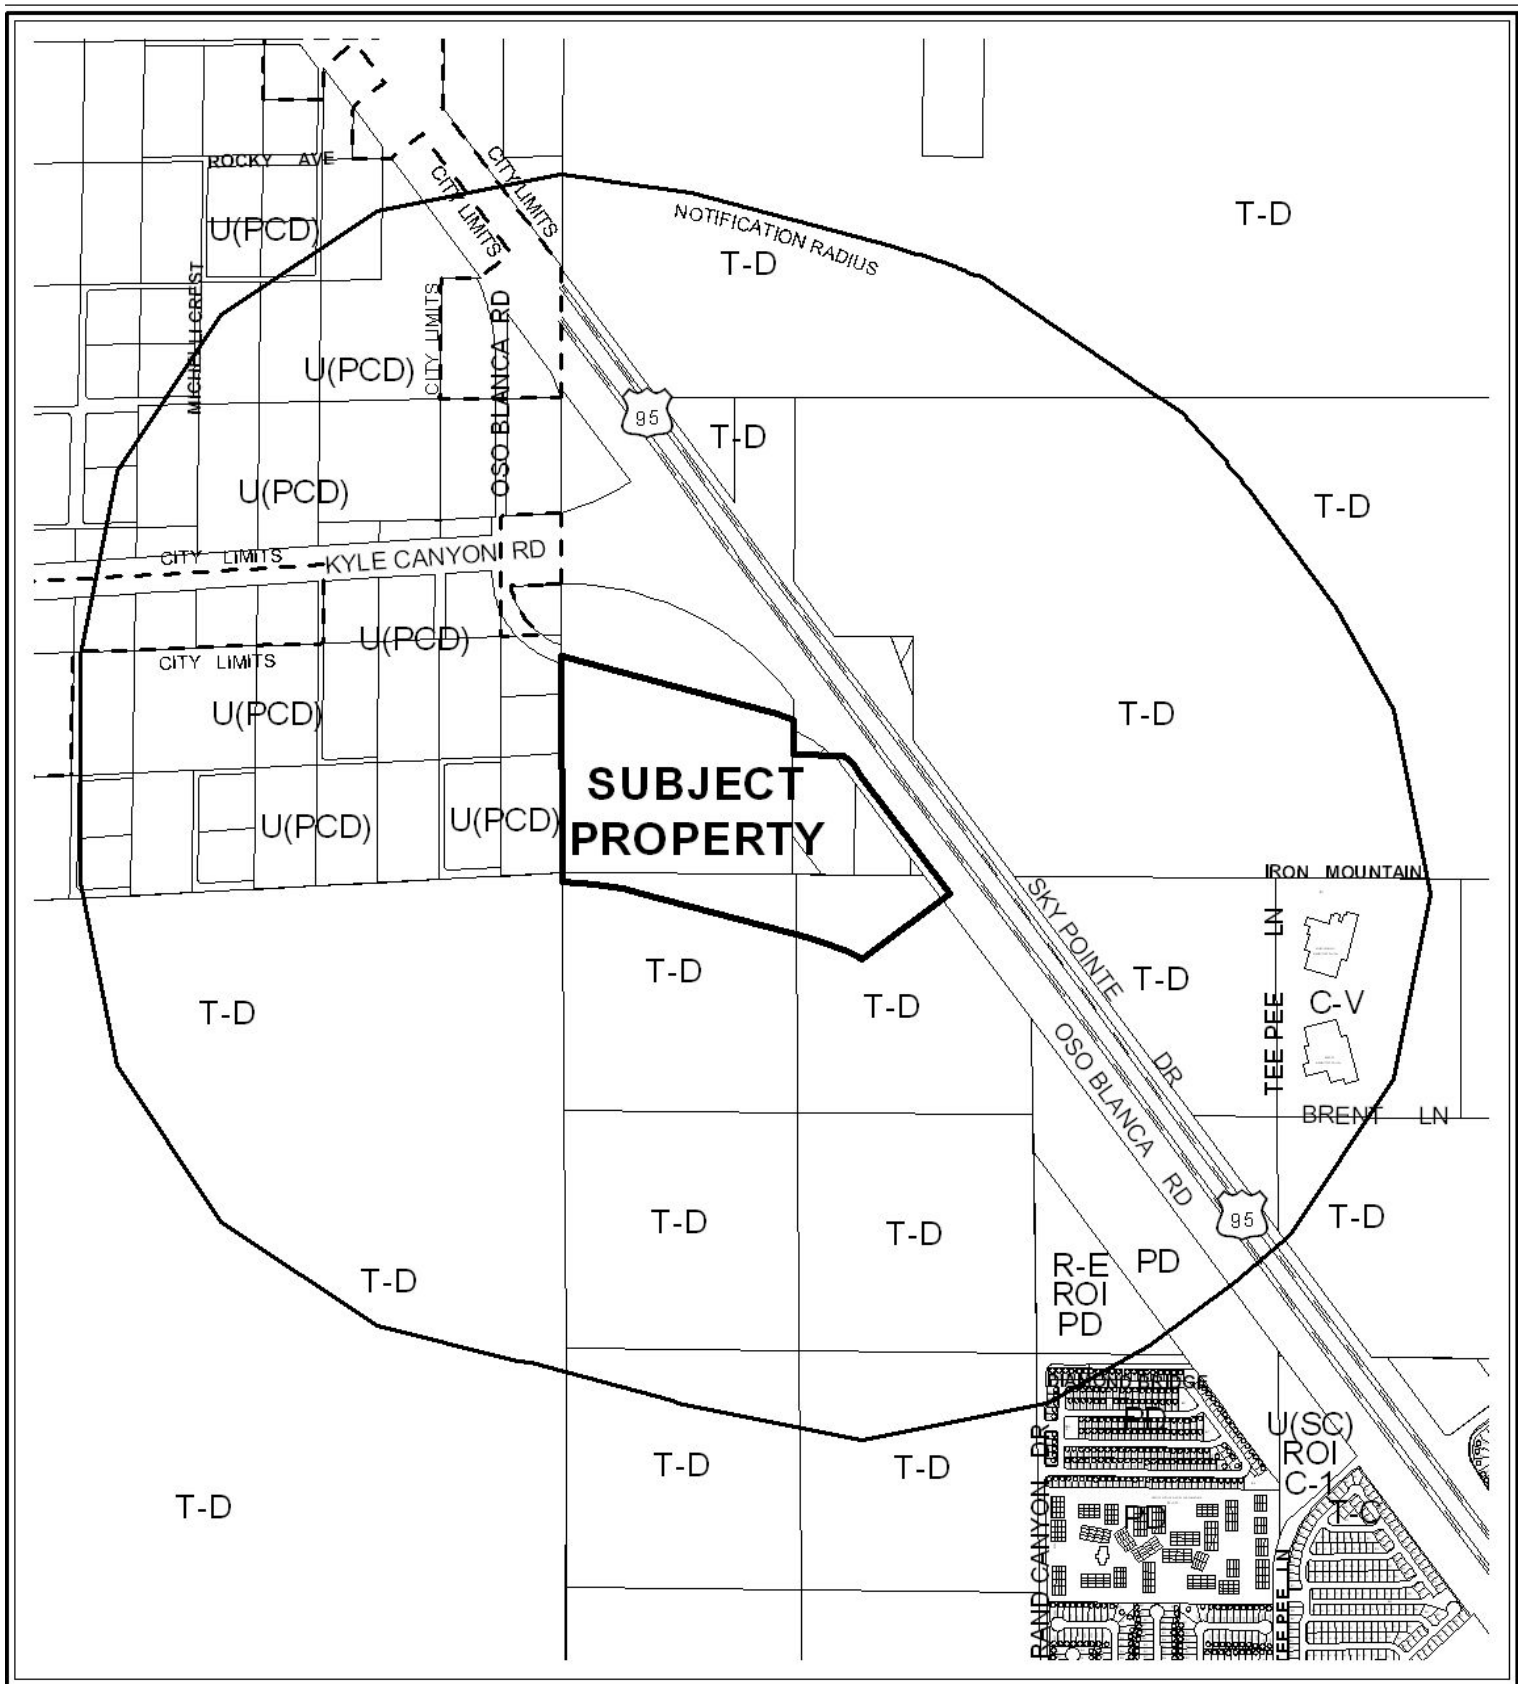 ROCKY AVE
CITY LIMITS
CITY LIMITS
NOTIFICATION RADIUS
T-D
U(PCD)
T-D
MICHELLI CREST
CITY LIMITS
OSO BLANCA RD
U(PCD)
95
T-D
U(PCD)
T-D
CITY LIMITS
KYLE CANYON RD
U(PCD)
CITY LIMITS
U(PCD)
T-D
SUBJECT
PROPERTY
U(PCD)
U(PCD)
IRON MOUNTAIN
SKY POINTE DR
TEE PEE LN
T-D
T-D
C-V
T-D
T-D
OSO BLANCA RD
BRENT LN
T-D
T-D
95
T-D
T-D
R-E
ROI
PD
PD
DIAMOND BRIDGE
PD
U(SC)
ROI
C-1
T-D
T-D
T-D
RAND CANYON DR
PD
T-C
TEE PEE LN